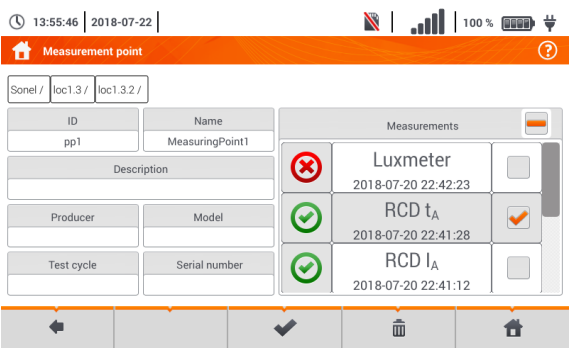 13:55:46 2018-07-22 100 %
Measurement point ?
Sonel / loc1.3 / loc1.3.2 /
ID Name
pp1 MeasuringPoint1
Description
Producer Model
Test cycle Serial number
Measurements
Luxmeter
2018-07-20 22:42:23
RCD tA
2018-07-20 22:41:28
RCD IA
2018-07-20 22:41:12